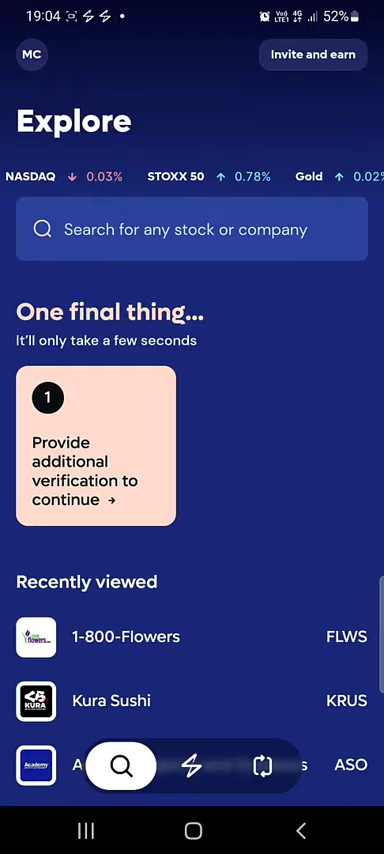 19:04 52%
MC Invite and earn
Explore
NASDAQ ↓ 0.03% STOXX 50 ↑ 0.78% Gold ↑ 0.02%
Search for any stock or company
One final thing...
It'll only take a few seconds
1
Provide
additional
verification to
continue →
Recently viewed
1-800-Flowers FLWS
KURA
Kura Sushi KRUS
Academy
A s ASO